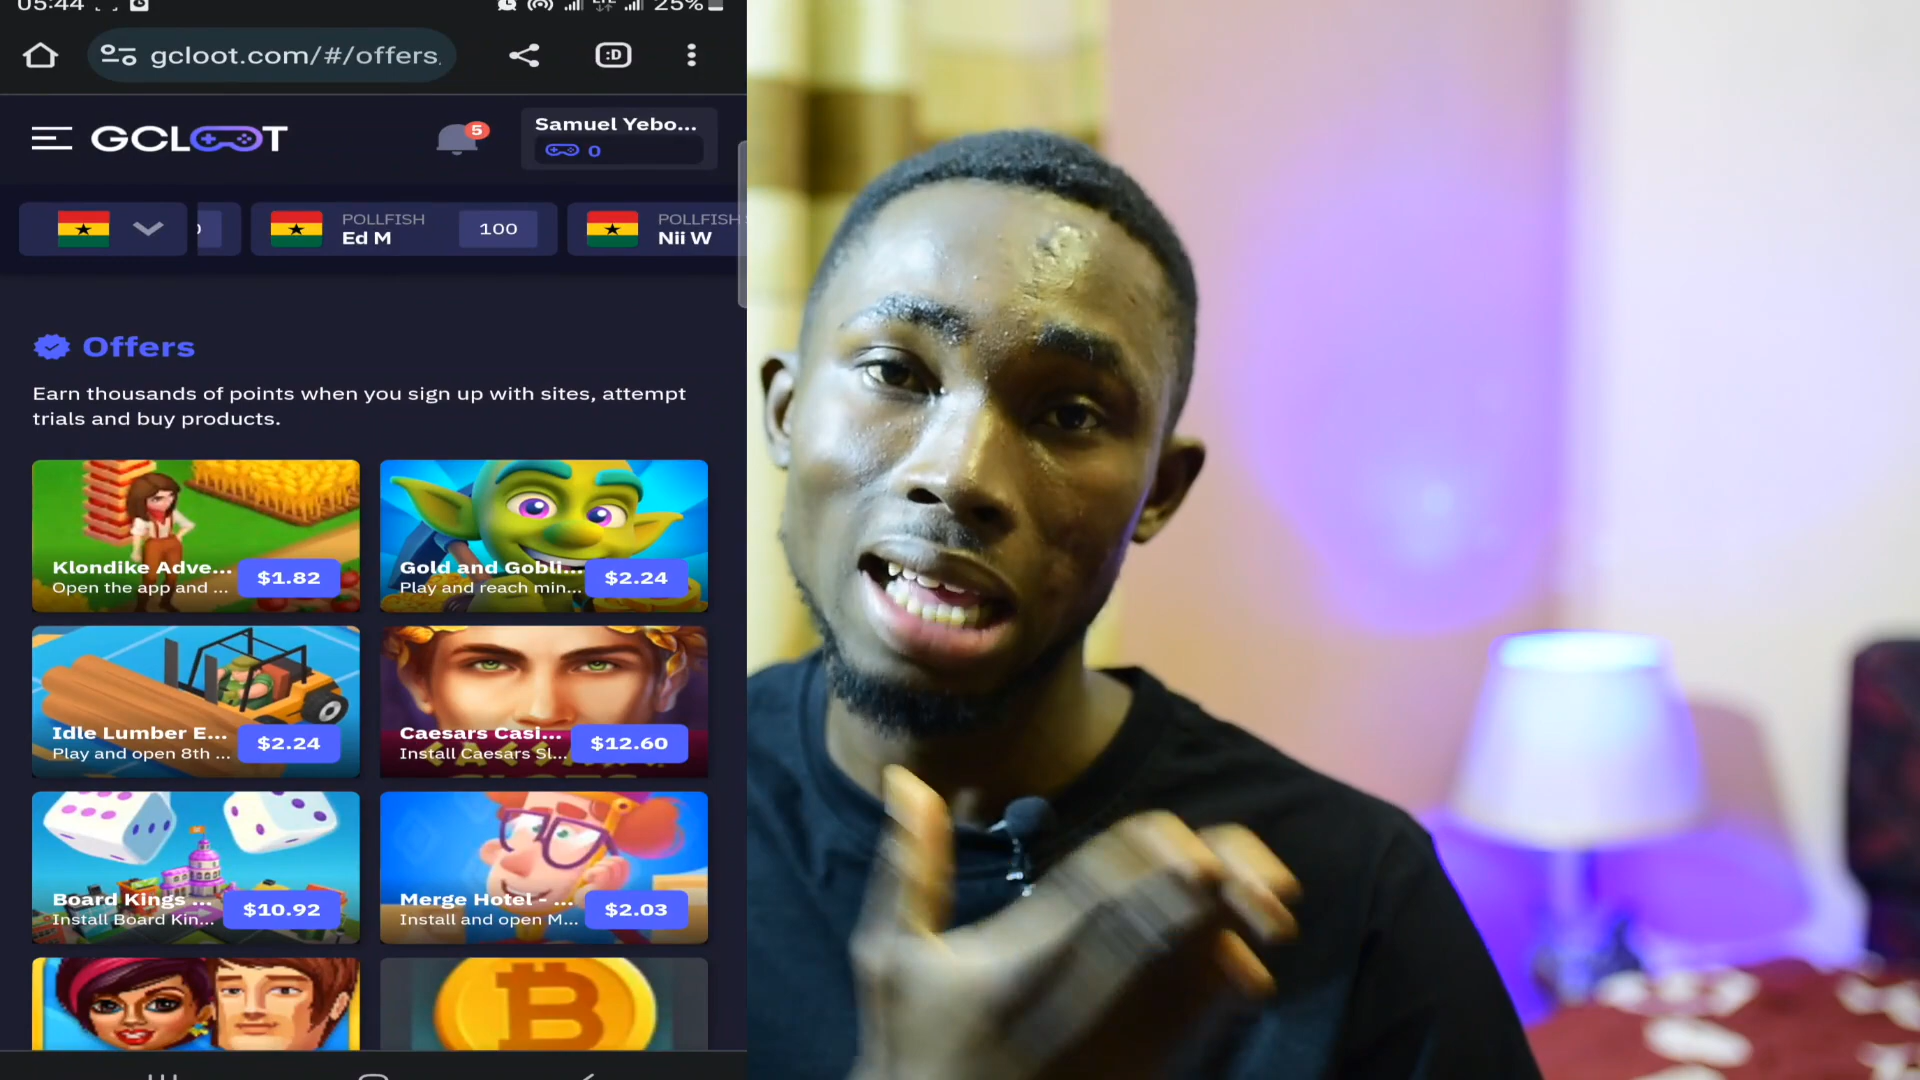 05:44
25%
gcloot.com/#/offers
GCLOOT
5
Samuel Yebo...
0
POLLFISH
Ed M
100
POLLFISH
Nii W
Offers
Earn thousands of points when you sign up with sites, attempt
trials and buy products.
Klondike Adve...
Open the app and ...
$1.82
Gold and Gobli...
Play and reach min...
$2.24
Idle Lumber E...
Play and open 8th ...
$2.24
Caesars Casi...
Install Caesars Sl...
$12.60
Board Kings ...
Install Board Kin...
$10.92
Merge Hotel - ...
Install and open M...
$2.03